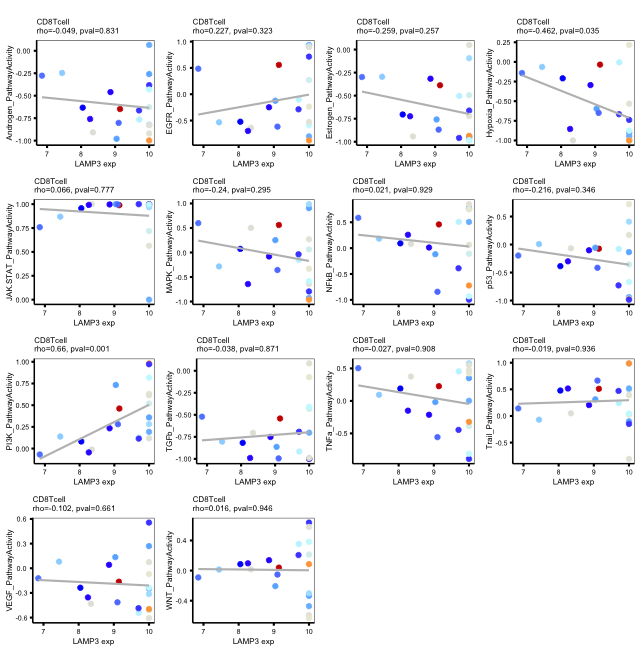 CD8Tcell
rho=-0.049, pval=0.831
0.00
-0.25
-0.50
-0.75
-1.00
Androgen_PathwayActivity
7 8 9 10
LAMP3 exp
CD8Tcell
rho=0.227, pval=0.323
1.0
0.5
0.0
-0.5
-1.0
EGFR_PathwayActivity
7 8 9 10
LAMP3 exp
CD8Tcell
rho=-0.259, pval=0.257
0.00
-0.25
-0.50
-0.75
-1.00
Estrogen_PathwayActivity
7 8 9 10
LAMP3 exp
CD8Tcell
rho=-0.462, pval=0.035
0.25
0.00
-0.25
-0.50
-0.75
-1.00
Hypoxia_PathwayActivity
7 8 9 10
LAMP3 exp
CD8Tcell
rho=0.066, pval=0.777
1.00
0.75
0.50
0.25
0.00
JAK.STAT_PathwayActivity
7 8 9 10
LAMP3 exp
CD8Tcell
rho=-0.24, pval=0.295
1.0
0.5
0.0
-0.5
-1.0
MAPK_PathwayActivity
7 8 9 10
LAMP3 exp
CD8Tcell
rho=0.021, pval=0.929
0.5
0.0
-0.5
-1.0
NFkB_PathwayActivity
7 8 9 10
LAMP3 exp
CD8Tcell
rho=-0.216, pval=0.346
0.5
0.0
-0.5
-1.0
p53_PathwayActivity
7 8 9 10
LAMP3 exp
CD8Tcell
rho=0.66, pval=0.001
1.00
0.75
0.50
0.25
0.00
PI3K_PathwayActivity
7 8 9 10
LAMP3 exp
CD8Tcell
rho=-0.038, pval=0.871
0.00
-0.25
-0.50
-0.75
-1.00
TGFb_PathwayActivity
7 8 9 10
LAMP3 exp
CD8Tcell
rho=-0.027, pval=0.908
0.5
0.0
-0.5
TNFa_PathwayActivity
7 8 9 10
LAMP3 exp
CD8Tcell
rho=-0.019, pval=0.936
1.0
0.5
0.0
-0.5
Trail_PathwayActivity
7 8 9 10
LAMP3 exp
CD8Tcell
rho=-0.102, pval=0.661
0.6
0.3
0.0
-0.3
-0.6
VEGF_PathwayActivity
7 8 9 10
LAMP3 exp
CD8Tcell
rho=0.016, pval=0.946
0.4
0.0
-0.4
WNT_PathwayActivity
7 8 9 10
LAMP3 exp